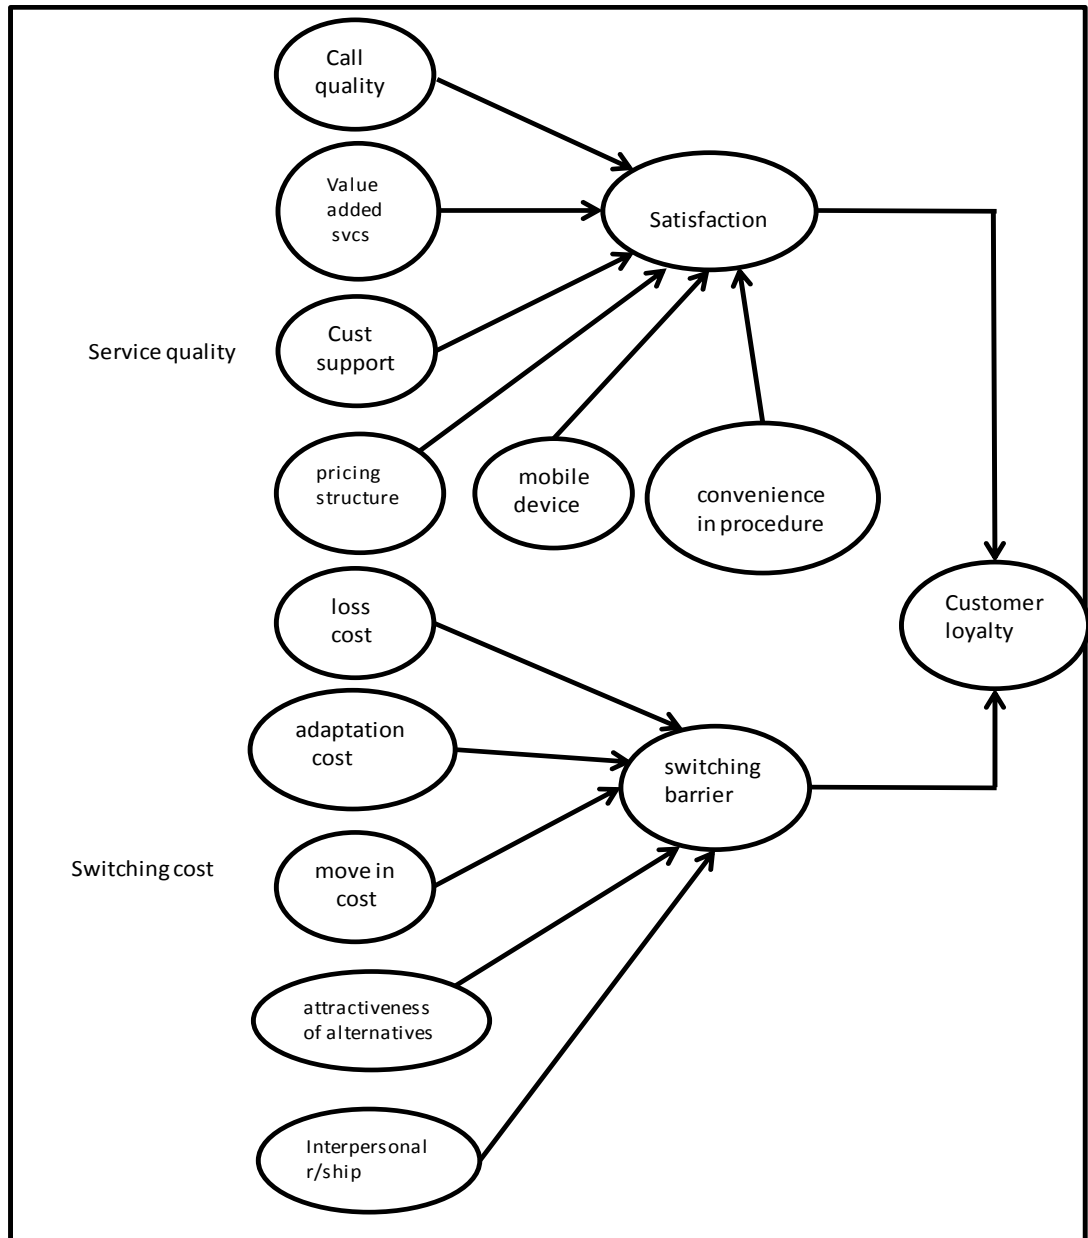 Call
quality
Value
added
svcs
Satisfaction
Cust
support
Service quality
pricing
structure
mobile
device
convenience
in procedure
loss
cost
Customer
loyalty
adaptation
cost
switching
barrier
move in
cost
Switching cost
attractiveness
of alternatives
Interpersonal
r/ship